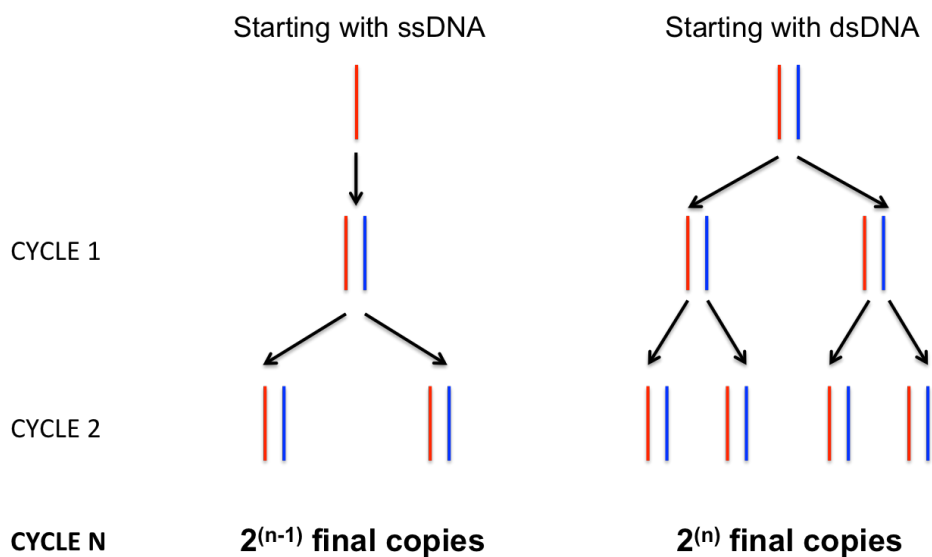 Starting with ssDNA
Starting with dsDNA
CYCLE 1
CYCLE 2
CYCLE N
2⁽ⁿ⁻¹⁾ final copies
2⁽ⁿ⁾ final copies